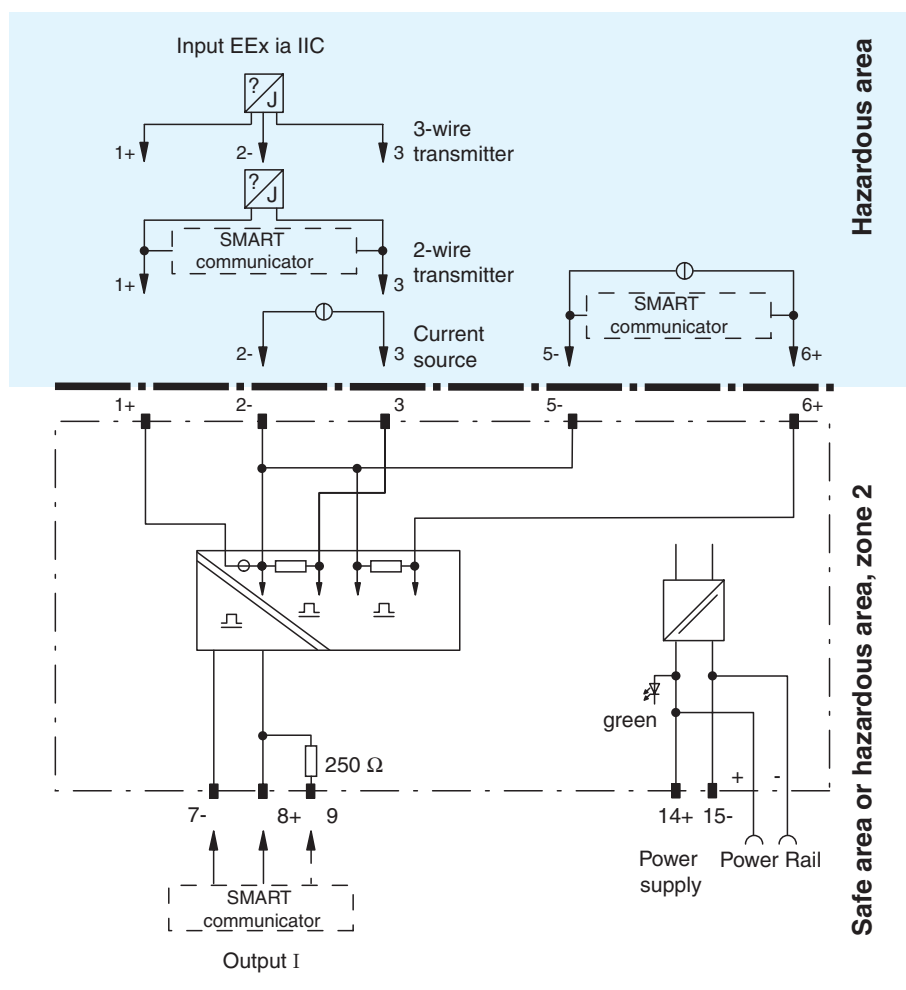 Input EEx ia IIC
Hazardous area
?
J
3-wire
transmitter
1+
2-
3
?
J
SMART
communicator
2-wire
transmitter
1+
3
SMART
communicator
Current
source
2-
3
5-
6+
1+
2-
3
5-
6+
Safe area or hazardous area, zone 2
green
250 Ω
+
-
7-
8+
9
14+
15-
Power
supply
Power Rail
SMART
communicator
Output I